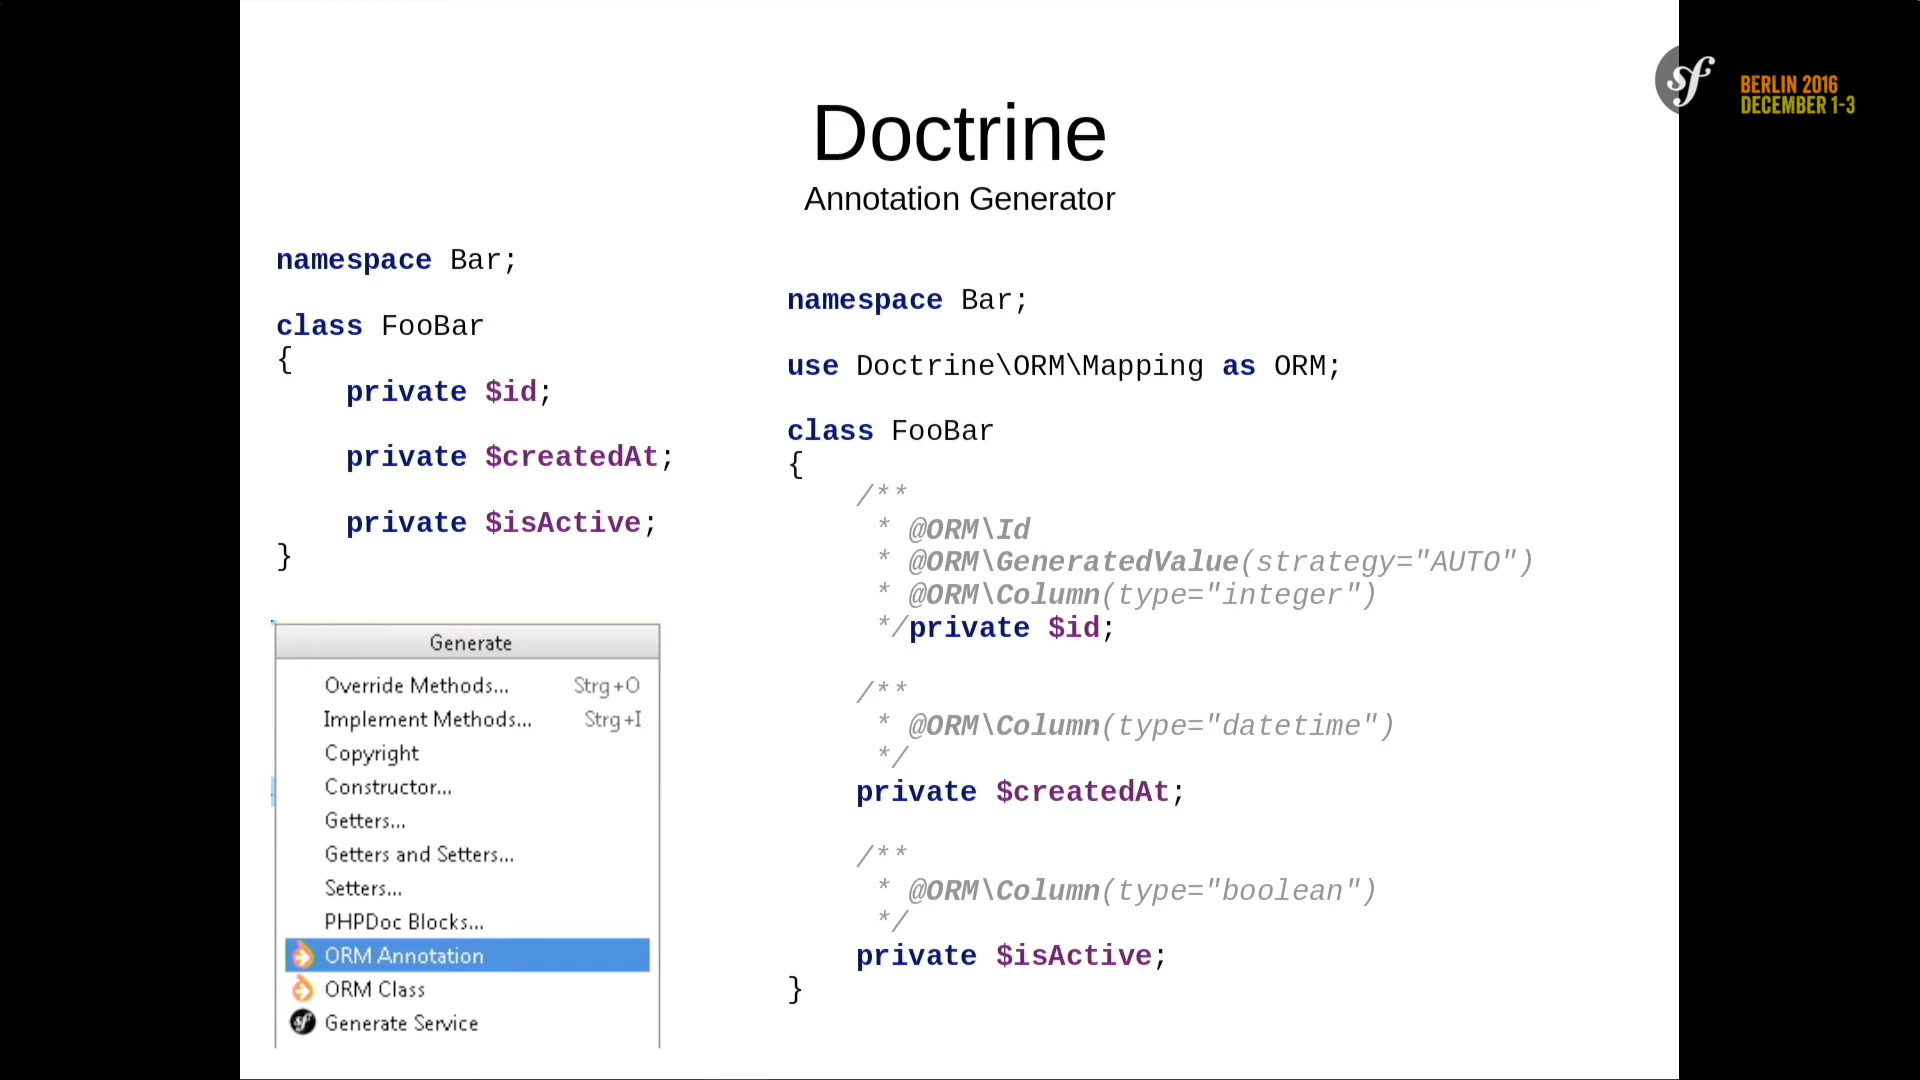 sf
BERLIN 2016
DECEMBER 1-3
Doctrine
Annotation Generator
namespace Bar;
class FooBar
{
private $id;
private $createdAt;
private $isActive;
}
Generate
Override Methods... Strg+O
Implement Methods... Strg+I
Copyright
Constructor...
Getters...
Getters and Setters...
Setters...
PHPDoc Blocks...
ORM Annotation
ORM Class
sf Generate Service
namespace Bar;
use Doctrine\ORM\Mapping as ORM;
class FooBar
{
/**
* @ORM\Id
* @ORM\GeneratedValue(strategy="AUTO")
* @ORM\Column(type="integer")
*/private $id;
/**
* @ORM\Column(type="datetime")
*/
private $createdAt;
/**
* @ORM\Column(type="boolean")
*/
private $isActive;
}